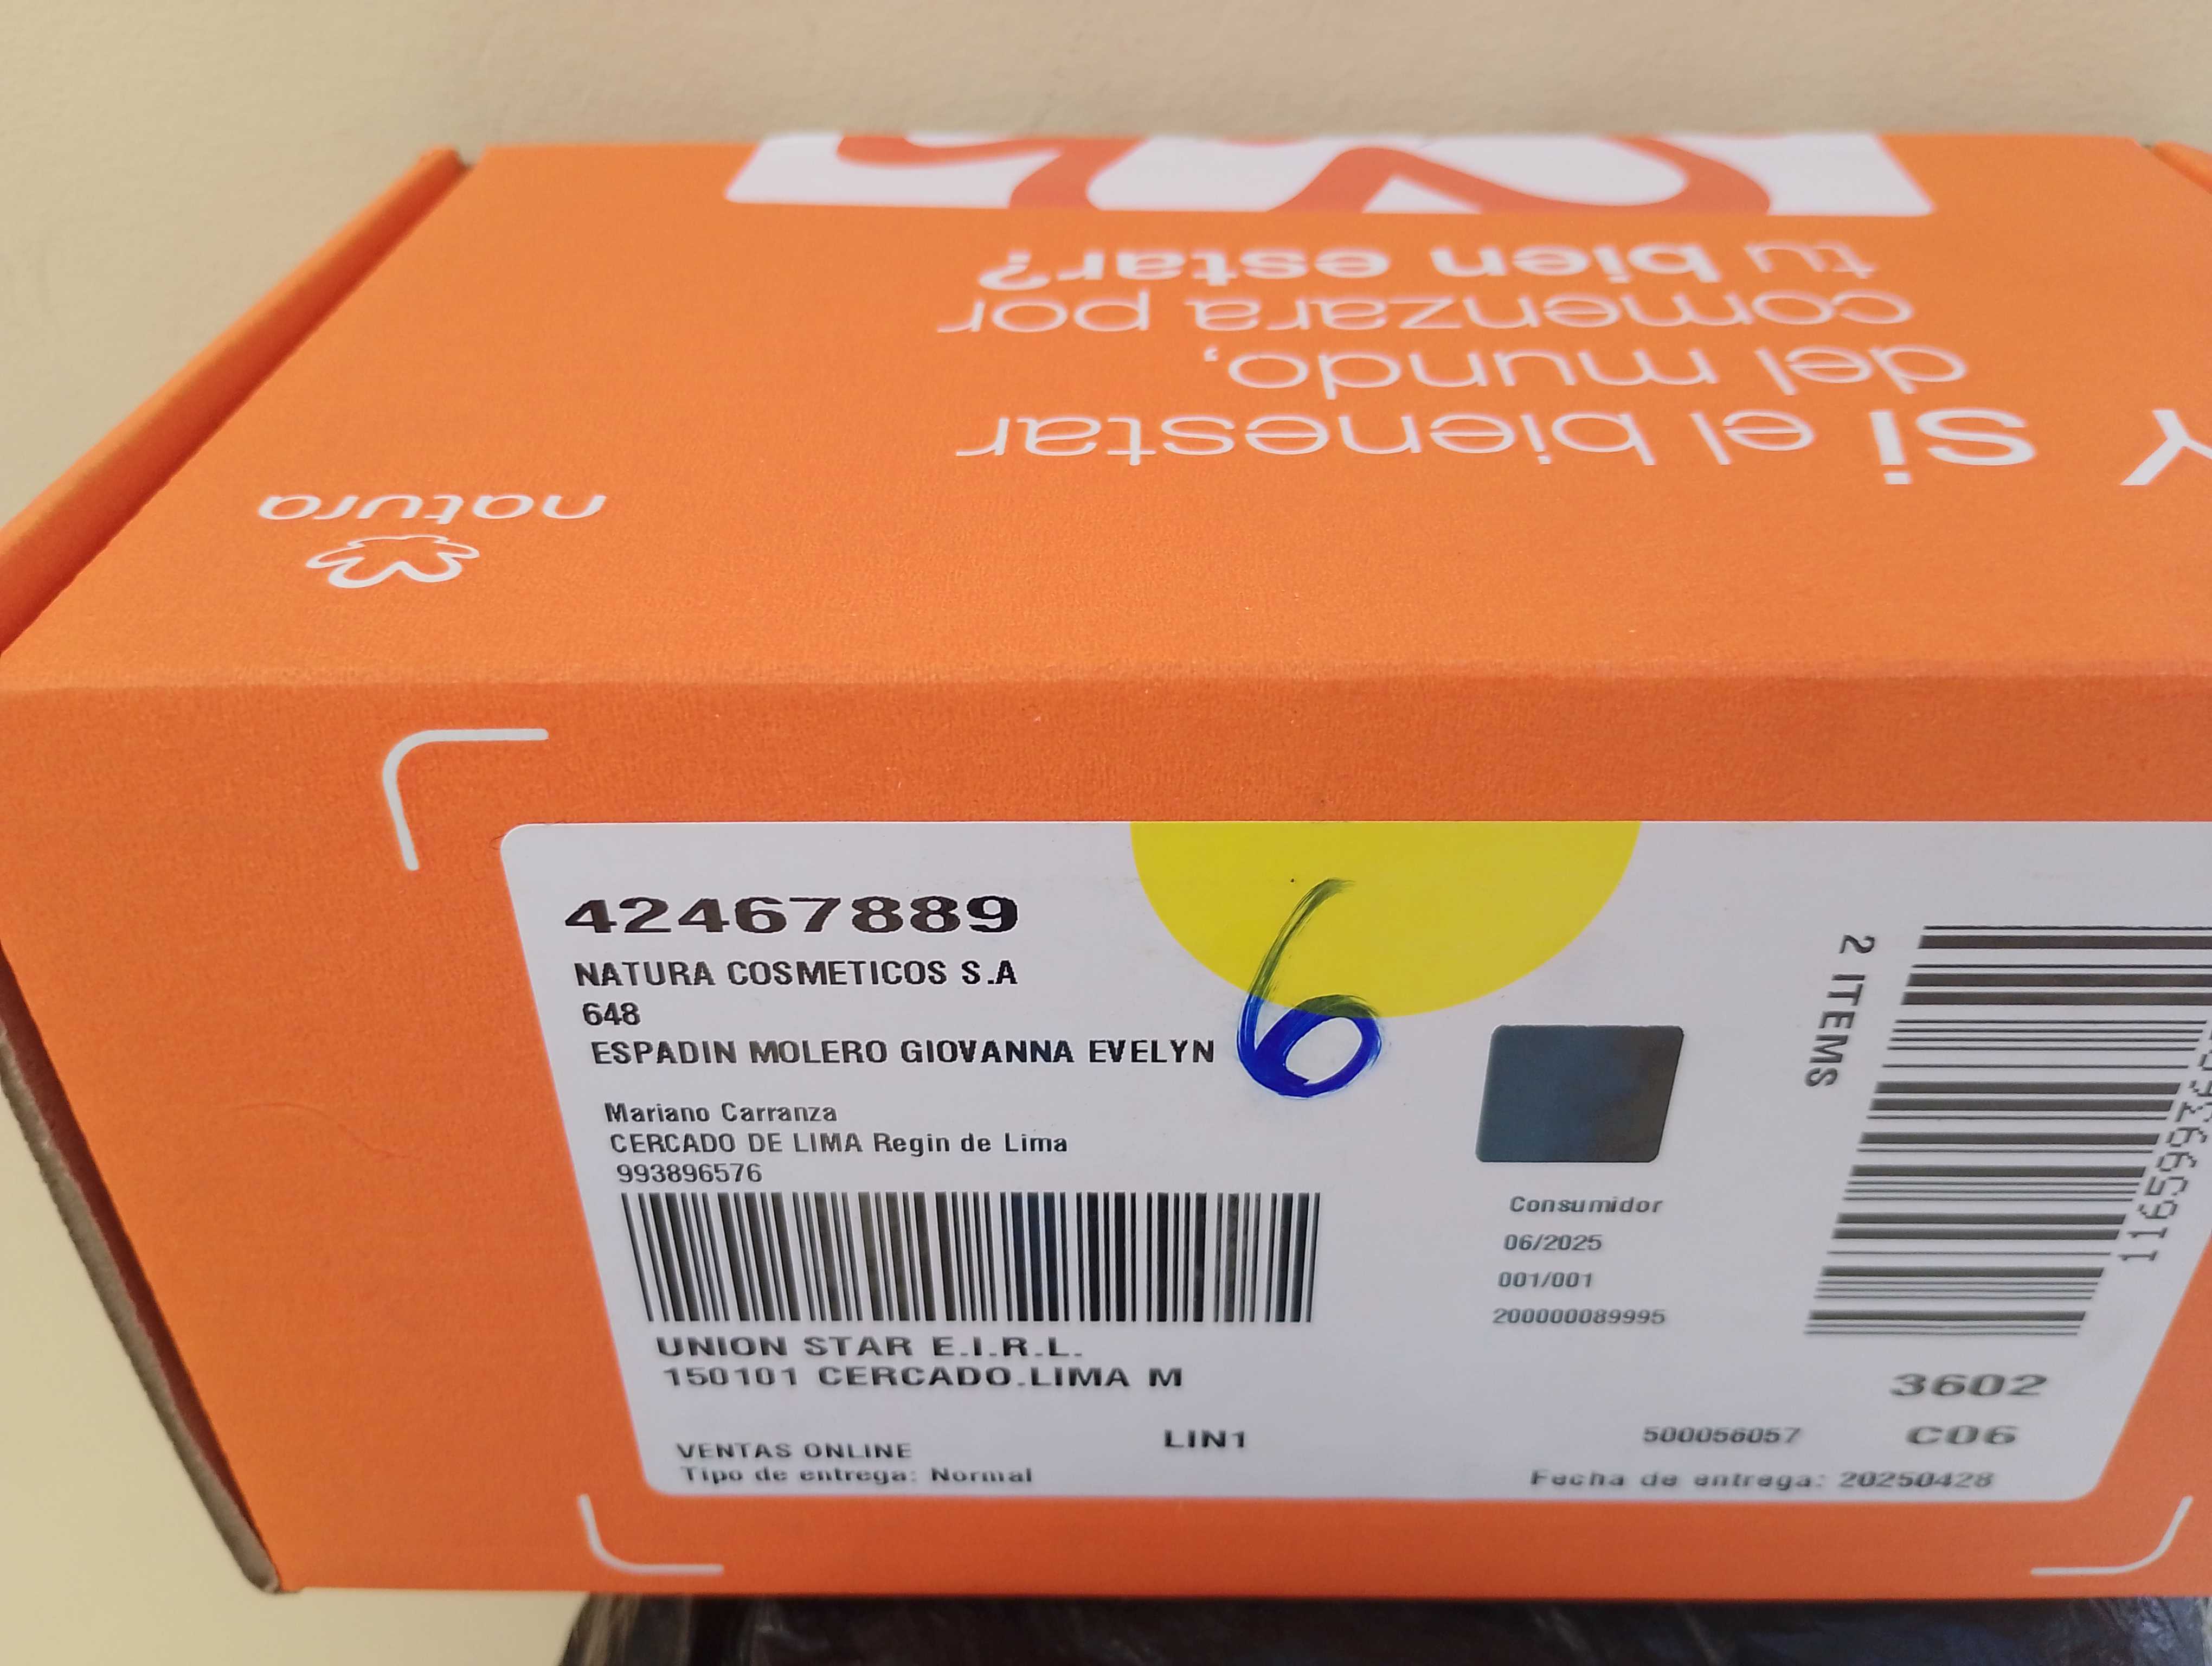 Y si el bienestar
del mundo,
comenzara por
tu bien estar?
natura
42467889
NATURA COSMETICOS S.A
648
ESPADIN MOLERO GIOVANNA EVELYN
6
Mariano Carranza
CERCADO DE LIMA Regin de Lima
993896576
UNION STAR E.I.R.L.
150101 CERCADO.LIMA M
VENTAS ONLINE
Tipo de entrega: Normal
LIN1
Consumidor
06/2025
001/001
200000089995
2 ITEMS
3602
500056057
C06
Fecha de entrega: 20250428